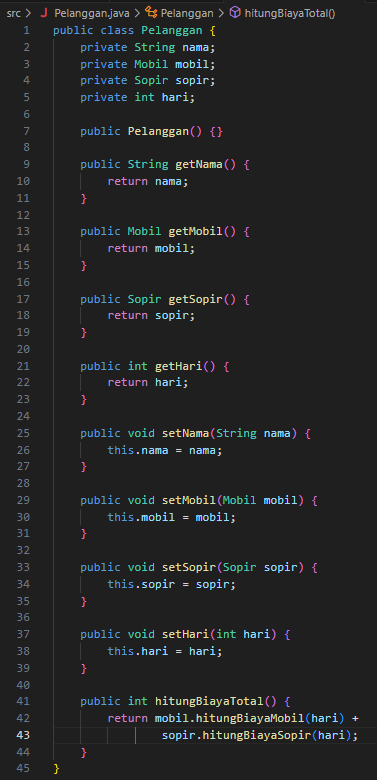 src > J Pelanggan.java > Pelanggan > hitungBiayaTotal()
1 public class Pelanggan {
2     private String nama;
3     private Mobil mobil;
4     private Sopir sopir;
5     private int hari;
6
7     public Pelanggan() {}
8
9     public String getNama() {
10         return nama;
11     }
12
13     public Mobil getMobil() {
14         return mobil;
15     }
16
17     public Sopir getSopir() {
18         return sopir;
19     }
20
21     public int getHari() {
22         return hari;
23     }
24
25     public void setNama(String nama) {
26         this.nama = nama;
27     }
28
29     public void setMobil(Mobil mobil) {
30         this.mobil = mobil;
31     }
32
33     public void setSopir(Sopir sopir) {
34         this.sopir = sopir;
35     }
36
37     public void setHari(int hari) {
38         this.hari = hari;
39     }
40
41     public int hitungBiayaTotal() {
42         return mobil.hitungBiayaMobil(hari) +
43                 sopir.hitungBiayaSopir(hari);
44     }
45 }